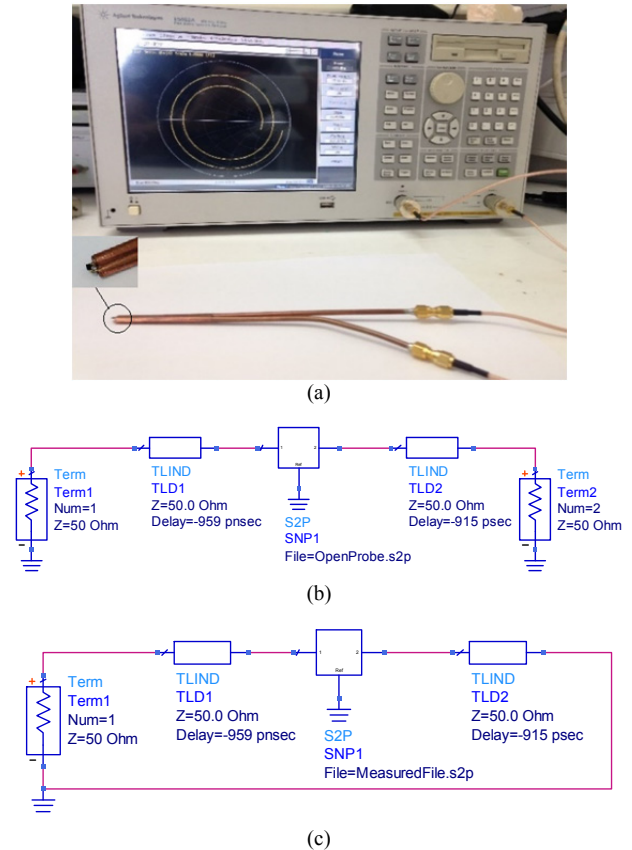 Agilent Technologies
(a)
Term
Term1
Num=1
Z=50 Ohm
TLIND
TLD1
Z=50.0 Ohm
Delay=-959 pnsec
1
2
Ref
S2P
SNP1
File=OpenProbe.s2p
TLIND
TLD2
Z=50.0 Ohm
Delay=-915 psec
Term
Term2
Num=2
Z=50 Ohm
(b)
Term
Term1
Num=1
Z=50 Ohm
TLIND
TLD1
Z=50.0 Ohm
Delay=-959 pnsec
1
2
Ref
S2P
SNP1
File=MeasuredFile.s2p
TLIND
TLD2
Z=50.0 Ohm
Delay=-915 psec
(c)